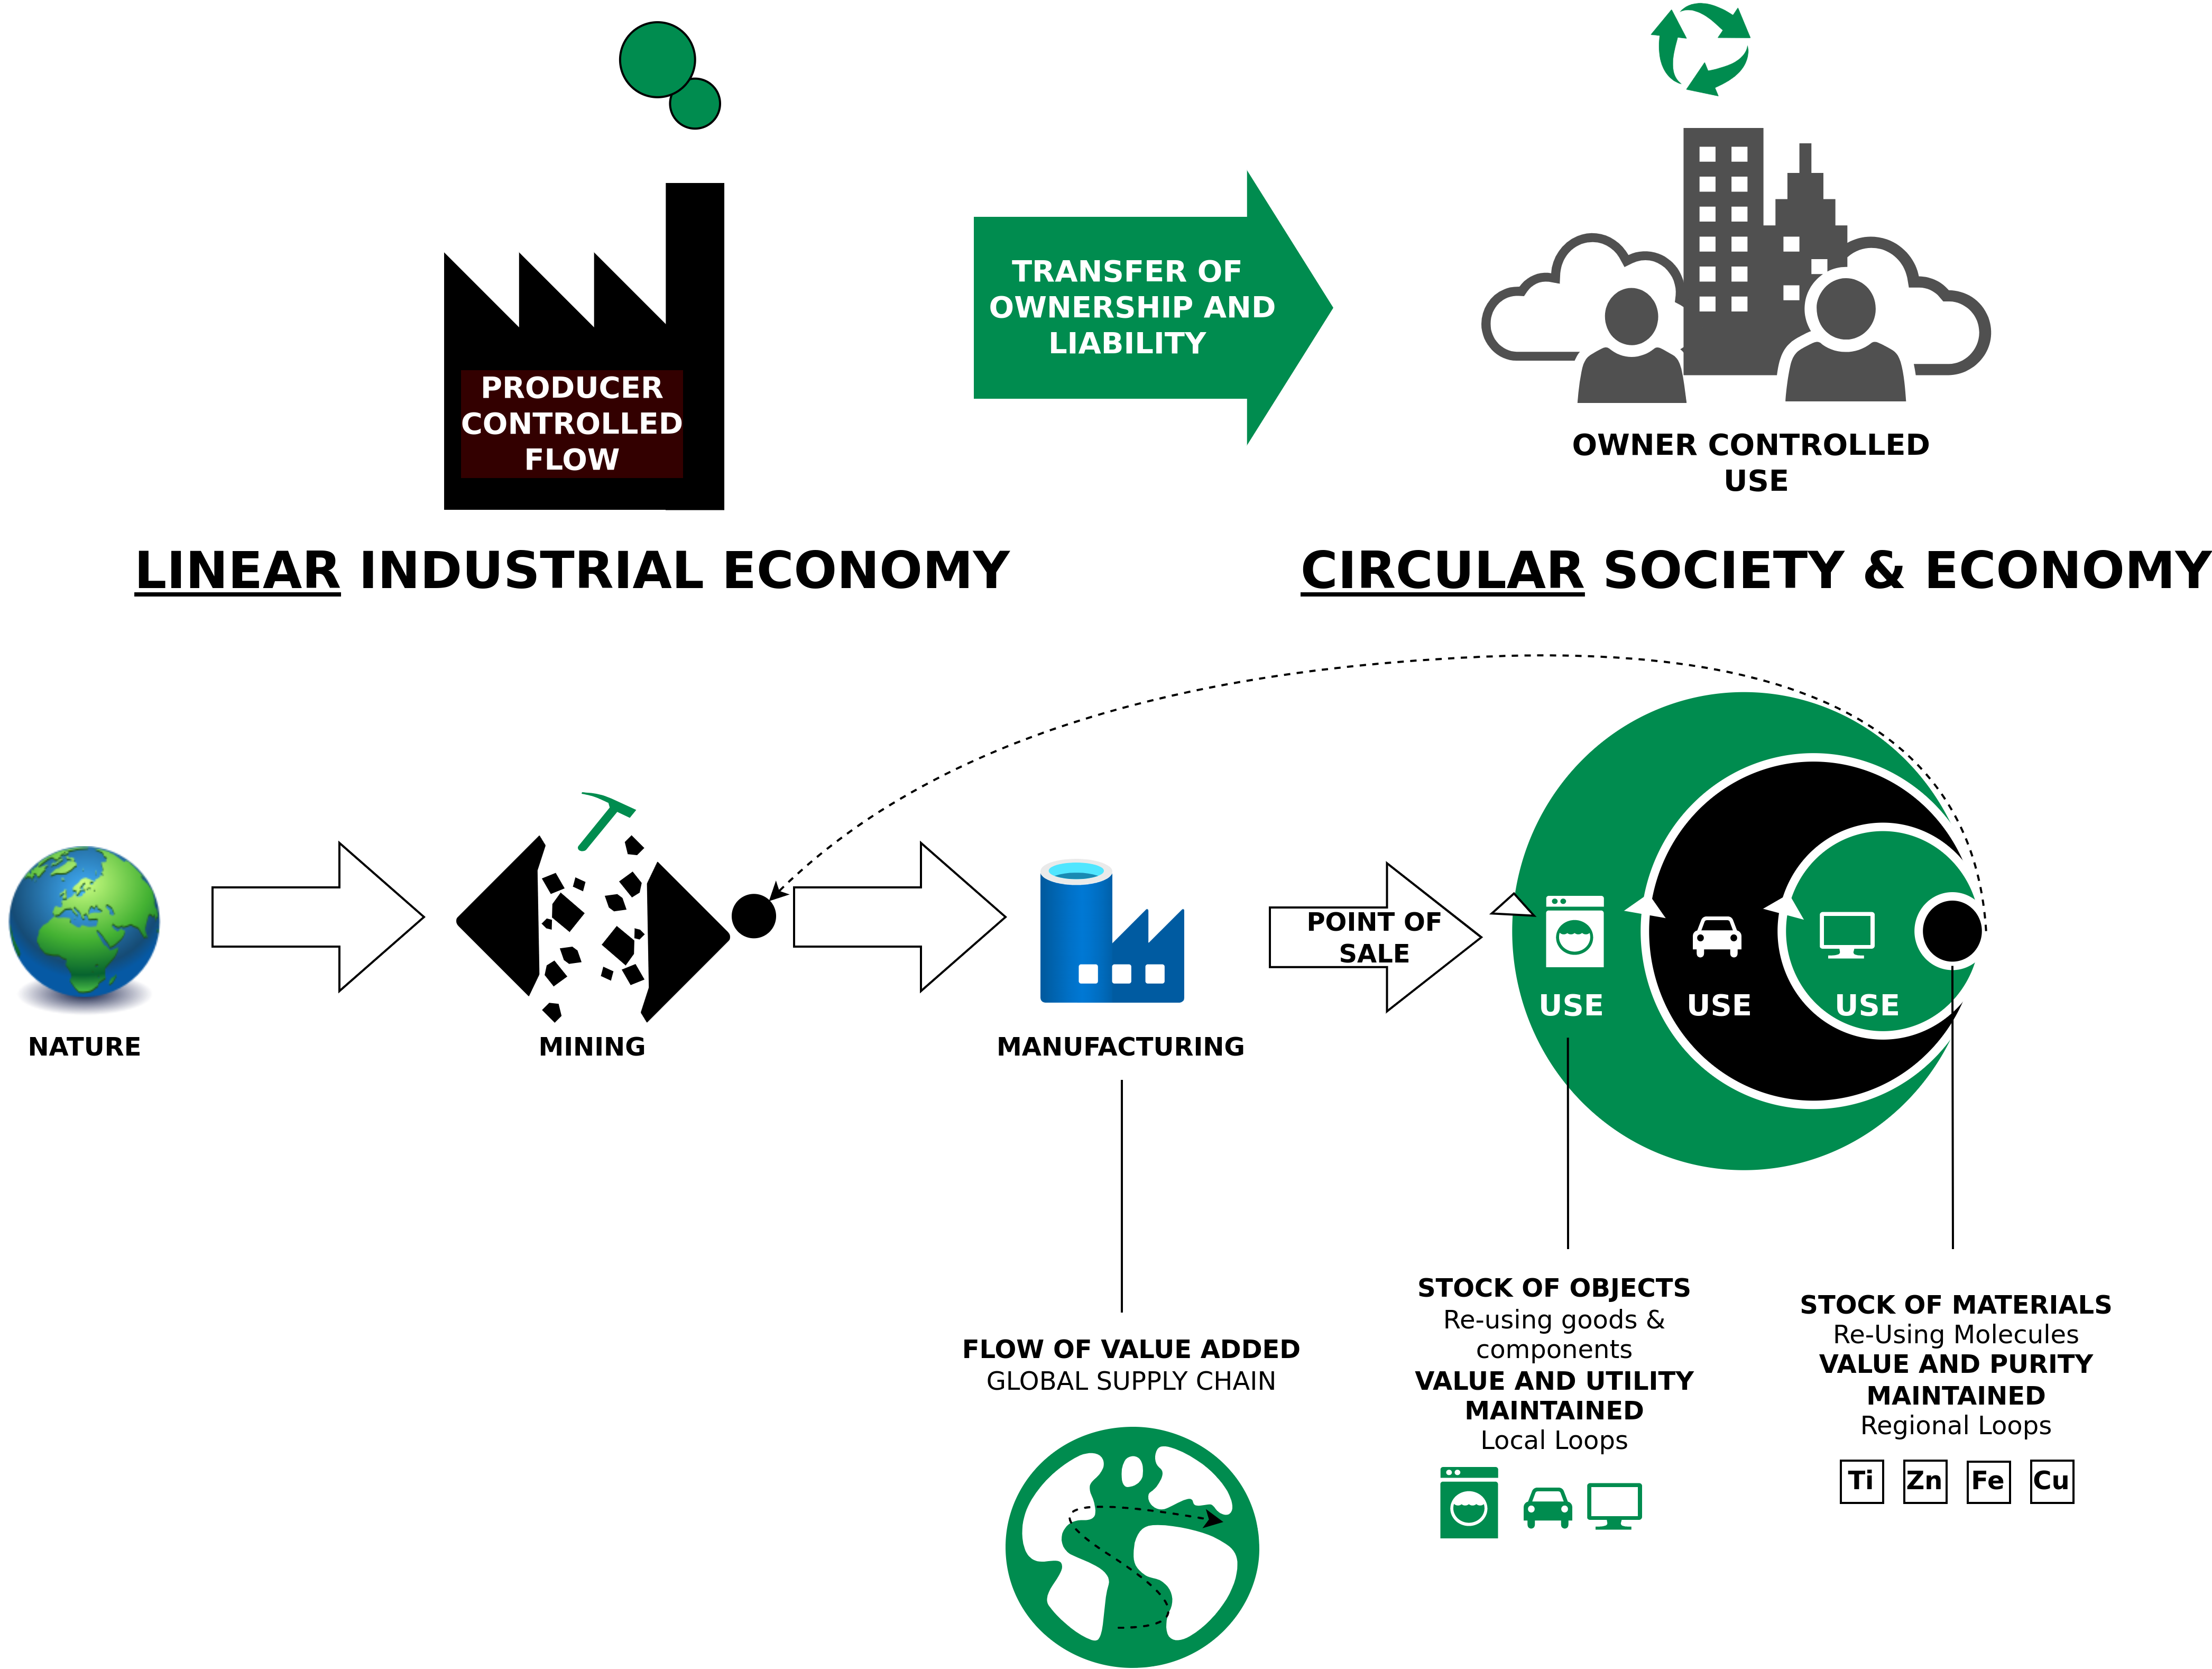 PRODUCER
CONTROLLED
FLOW
TRANSFER OF
OWNERSHIP AND
LIABILITY
OWNER CONTROLLED
USE
LINEAR INDUSTRIAL ECONOMY
CIRCULAR SOCIETY & ECONOMY
NATURE
MINING
MANUFACTURING
POINT OF
SALE
USE
USE
USE
FLOW OF VALUE ADDED
GLOBAL SUPPLY CHAIN
STOCK OF OBJECTS
Re-using goods &
components
VALUE AND UTILITY
MAINTAINED
Local Loops
STOCK OF MATERIALS
Re-Using Molecules
VALUE AND PURITY
MAINTAINED
Regional Loops
Ti Zn Fe Cu